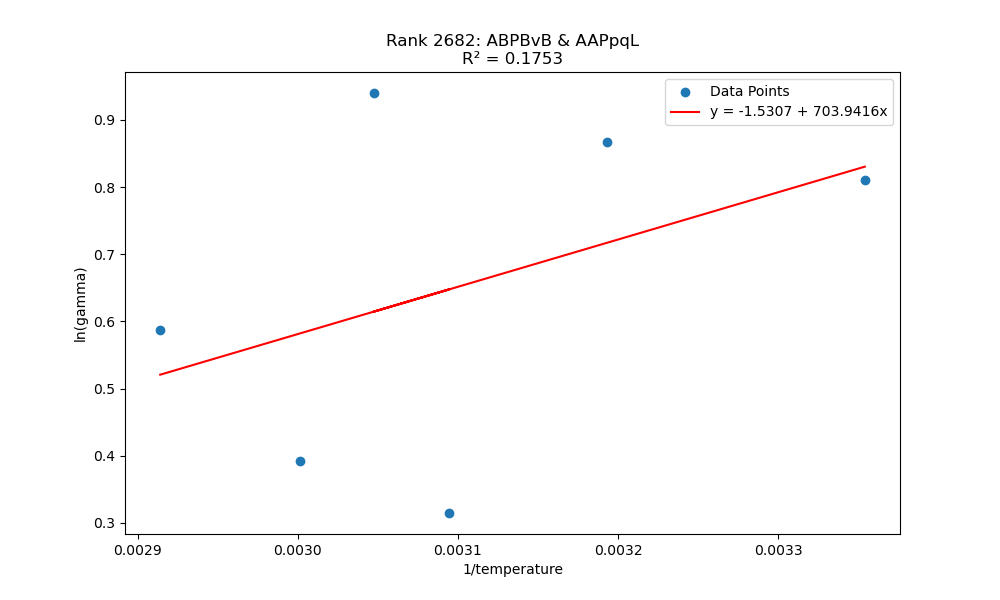 Rank 2682: ABPBvB & AAPpqL
R² = 0.1753
Data Points
y = -1.5307 + 703.9416x
0.9
0.8
0.7
0.6
0.5
0.4
0.3
ln(gamma)
0.0029
0.0030
0.0031
0.0032
0.0033
1/temperature